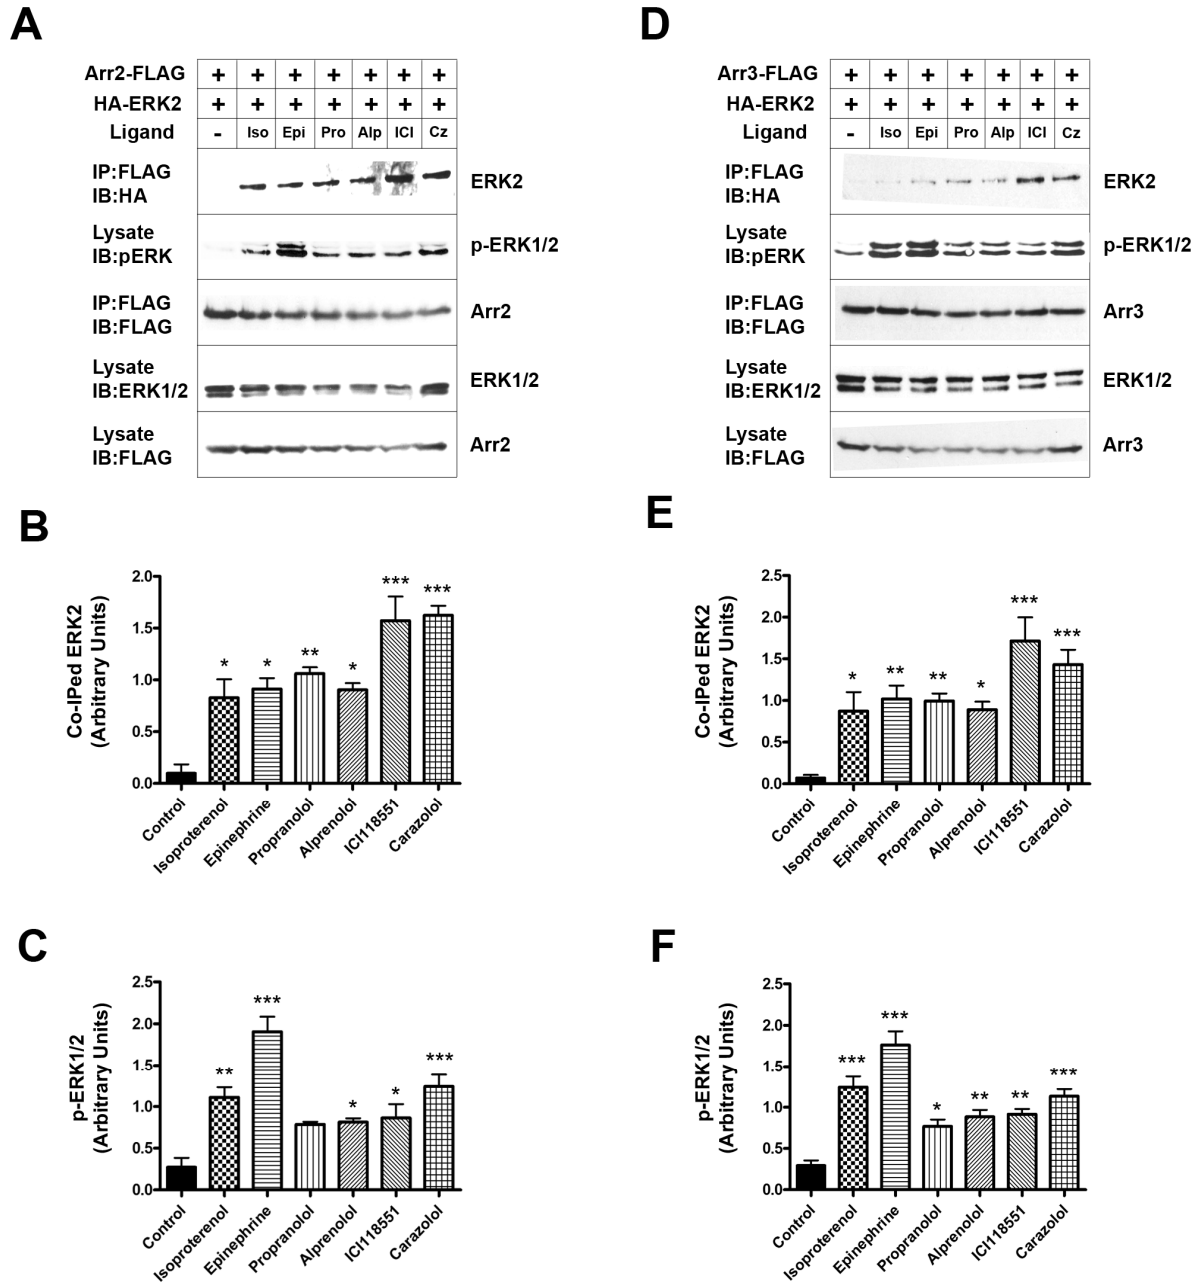 A
Arr2-FLAG + + + + + + +
HA-ERK2 + + + + + + +
Ligand - Iso Epi Pro Alp ICI Cz
IP:FLAG
IB:HA
ERK2
Lysate
IB:pERK
p-ERK1/2
IP:FLAG
IB:FLAG
Arr2
Lysate
IB:ERK1/2
ERK1/2
Lysate
IB:FLAG
Arr2
D
Arr3-FLAG + + + + + + +
HA-ERK2 + + + + + + +
Ligand - Iso Epi Pro Alp ICI Cz
IP:FLAG
IB:HA
ERK2
Lysate
IB:pERK
p-ERK1/2
IP:FLAG
IB:FLAG
Arr3
Lysate
IB:ERK1/2
ERK1/2
Lysate
IB:FLAG
Arr3
B
Co-IPed ERK2
(Arbitrary Units)
2.0
1.5
1.0
0.5
0.0
* * ** * *** ***
Control Isoproterenol Epinephrine Propranolol Alprenolol ICI118551 Carazolol
E
Co-IPed ERK2
(Arbitrary Units)
2.5
2.0
1.5
1.0
0.5
0.0
* ** ** * *** ***
Control Isoproterenol Epinephrine Propranolol Alprenolol ICI118551 Carazolol
C
p-ERK1/2
(Arbitrary Units)
2.5
2.0
1.5
1.0
0.5
0.0
** *** * * ***
Control Isoproterenol Epinephrine Propranolol Alprenolol ICI118551 Carazolol
F
p-ERK1/2
(Arbitrary Units)
2.5
2.0
1.5
1.0
0.5
0.0
*** *** * ** ** ***
Control Isoproterenol Epinephrine Propranolol Alprenolol ICI118551 Carazolol